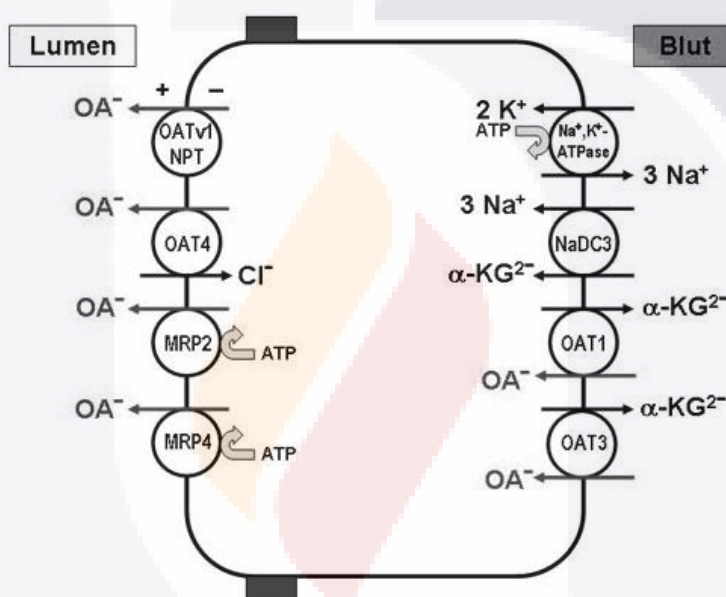 Lumen
Blut
+ −
OA⁻
OATv1
NPT
OA⁻
OAT4
Cl⁻
OA⁻
MRP2
ATP
OA⁻
MRP4
ATP
2 K⁺
ATP
Na⁺,K⁺-
ATPase
3 Na⁺
3 Na⁺
NaDC3
α-KG²⁻
α-KG²⁻
OAT1
OA⁻
α-KG²⁻
OAT3
OA⁻